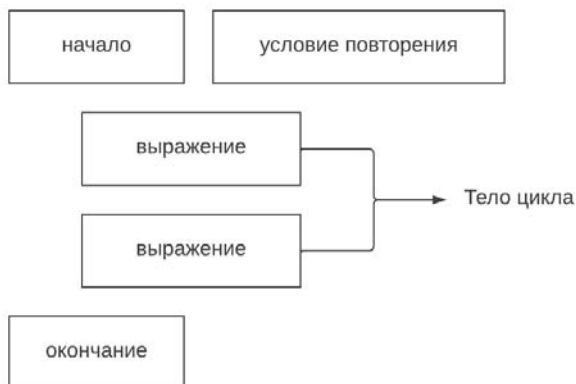 начало
условие повторения
выражение
Тело цикла
выражение
окончание